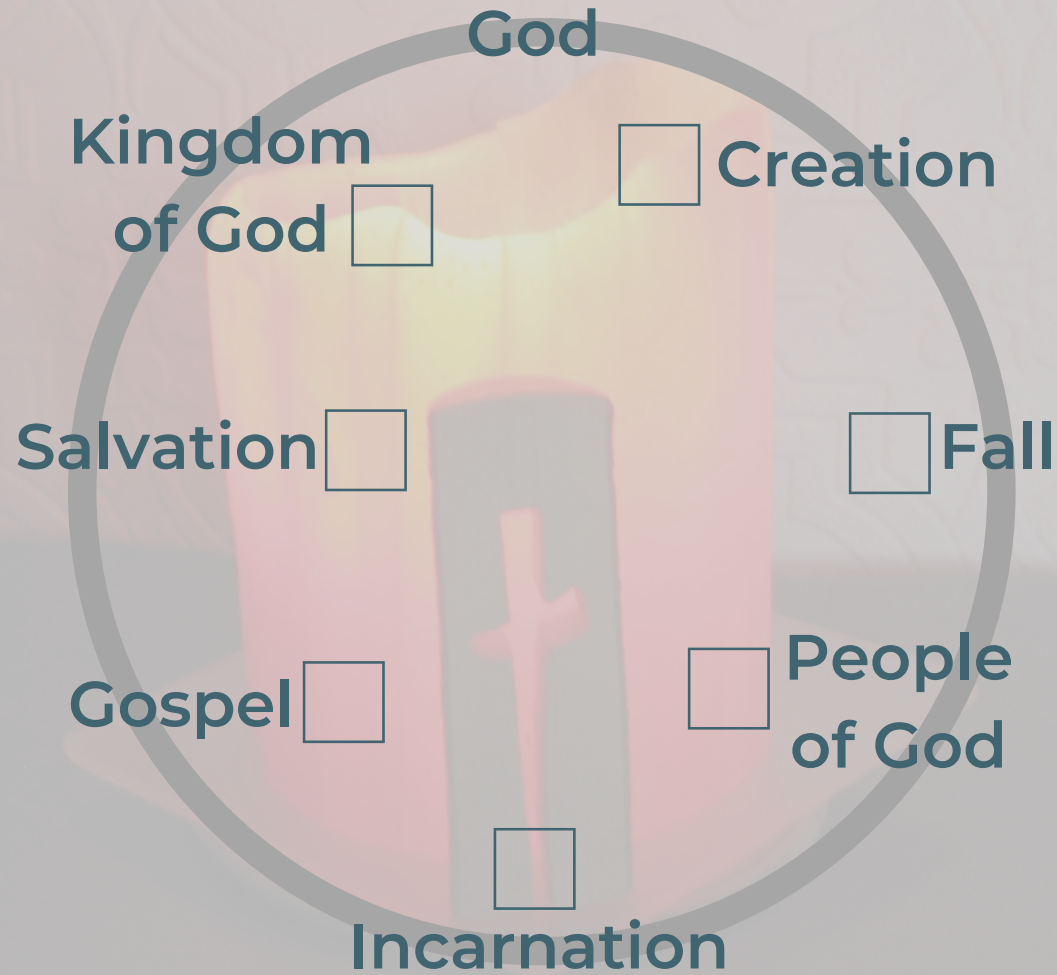 God
Kingdom
of God
Creation
Salvation
Fall
Gospel
People
of God
Incarnation